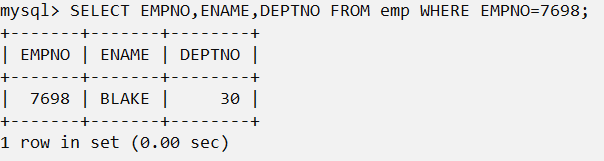 mysql> SELECT EMPNO,ENAME,DEPTNO FROM emp WHERE EMPNO=7698;
+-------+-------+--------+
| EMPNO | ENAME | DEPTNO |
+-------+-------+--------+
|  7698 | BLAKE |     30 |
+-------+-------+--------+
1 row in set (0.00 sec)